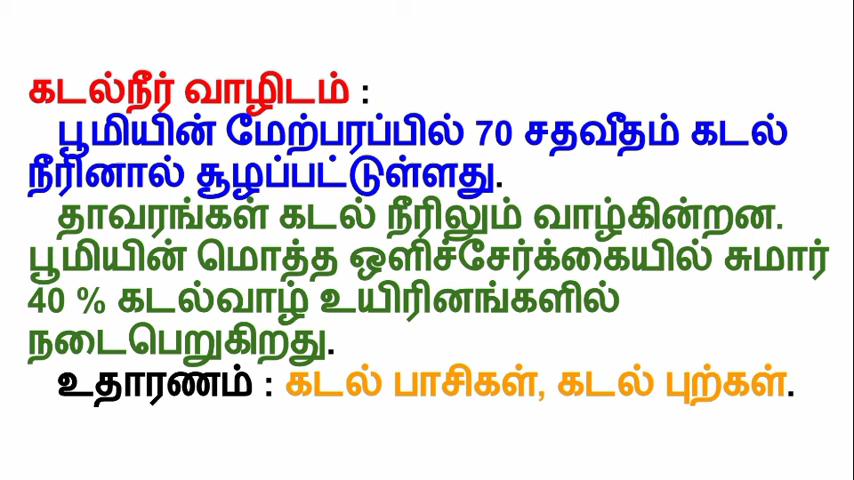 கடல்நீர் வாழிடம் :
பூமியின் மேற்பரப்பில் 70 சதவீதம் கடல்
நீரினால் சூழப்பட்டுள்ளது.
தாவரங்கள் கடல் நீரிலும் வாழ்கின்றன.
பூமியின் மொத்த ஒளிச்சேர்க்கையில் சுமார்
40 % கடல்வாழ் உயிரினங்களில்
நடைபெறுகிறது.
உதாரணம் : கடல் பாசிகள், கடல் புற்கள்.